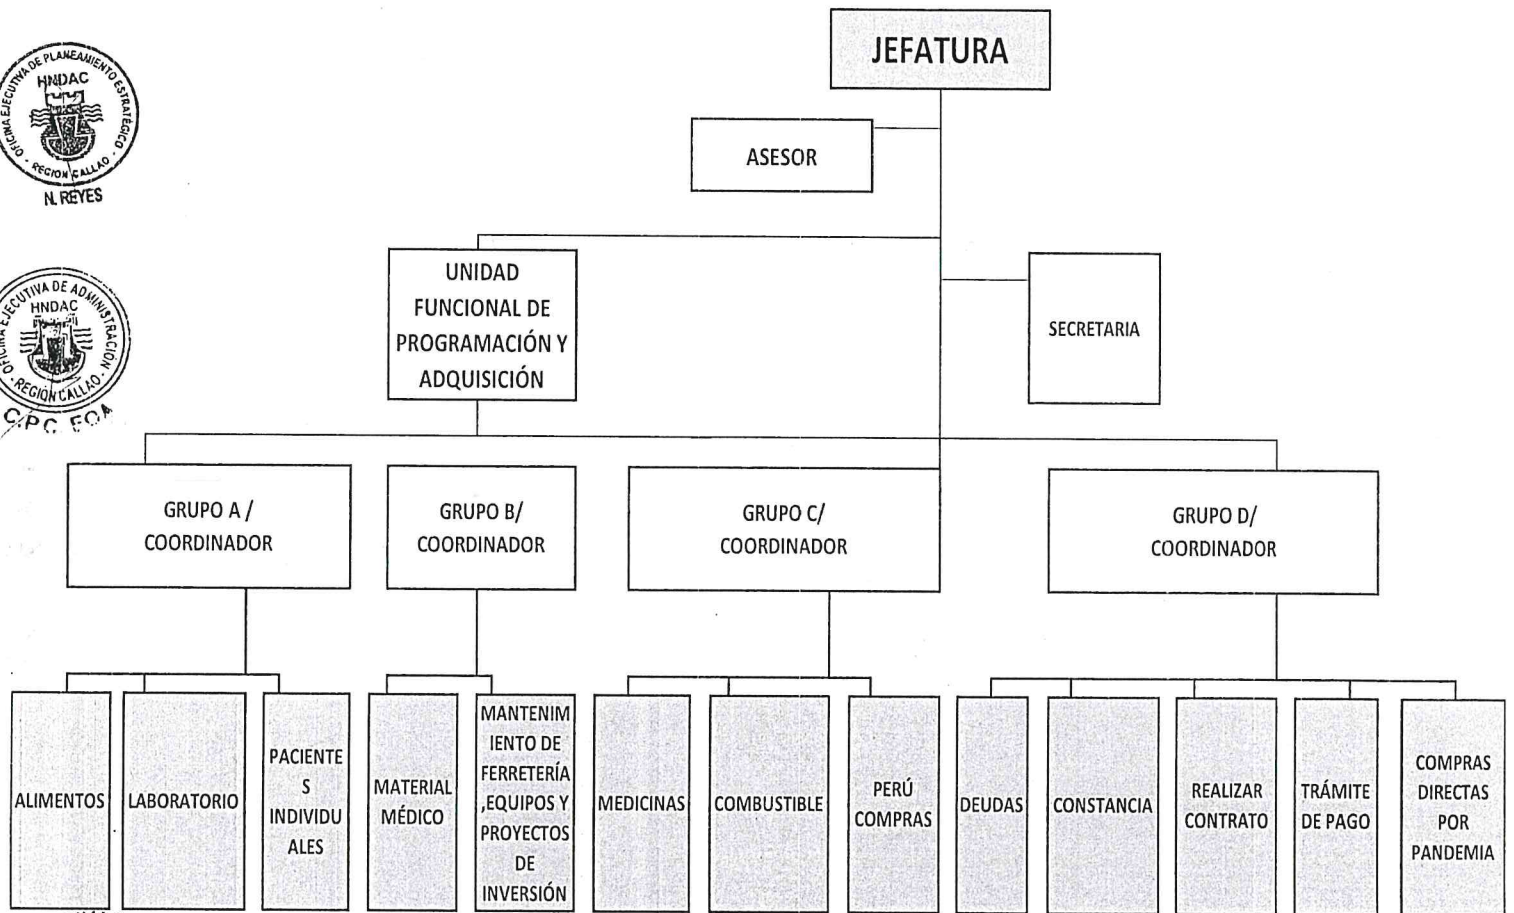 JEFATURA
OFICINA EJECUTIVA DE PLANEAMIENTO ESTRATÉGICO
HNDAC
- REGION CALLAO -
N. REYES
ASESOR
UNIDAD
FUNCIONAL DE
PROGRAMACIÓN Y
ADQUISICIÓN
SECRETARIA
OFICINA EJECUTIVA DE ADMINISTRACIÓN
HNDAC
- REGIÓN CALLAO -
GRUPO A /
COORDINADOR
GRUPO B/
COORDINADOR
GRUPO C/
COORDINADOR
GRUPO D/
COORDINADOR
ALIMENTOS
LABORATORIO
PACIENTE
S
INDIVIDU
ALES
MATERIAL
MÉDICO
MANTENIM
IENTO DE
FERRETERÍA
,EQUIPOS Y
PROYECTOS
DE
INVERSIÓN
MEDICINAS
COMBUSTIBLE
PERÚ
COMPRAS
DEUDAS
CONSTANCIA
REALIZAR
CONTRATO
TRÁMITE
DE PAGO
COMPRAS
DIRECTAS
POR
PANDEMIA